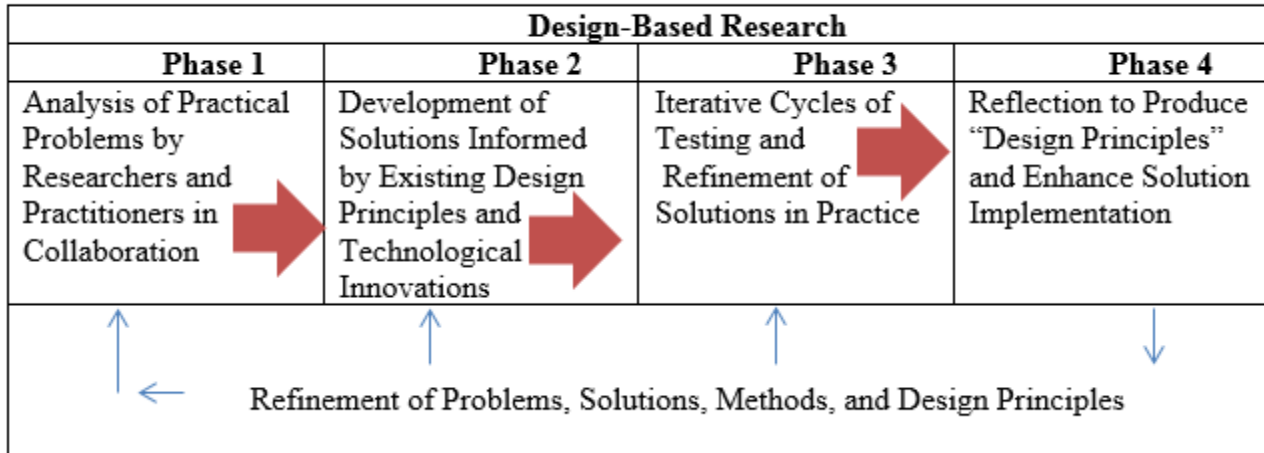 Design-Based Research
Phase 1
Phase 2
Phase 3
Phase 4
Analysis of Practical
Problems by
Researchers and
Practitioners in
Collaboration
Development of
Solutions Informed
by Existing Design
Principles and
Technological
Innovations
Iterative Cycles of
Testing and
Refinement of
Solutions in Practice
Reflection to Produce
“Design Principles”
and Enhance Solution
Implementation
Refinement of Problems, Solutions, Methods, and Design Principles